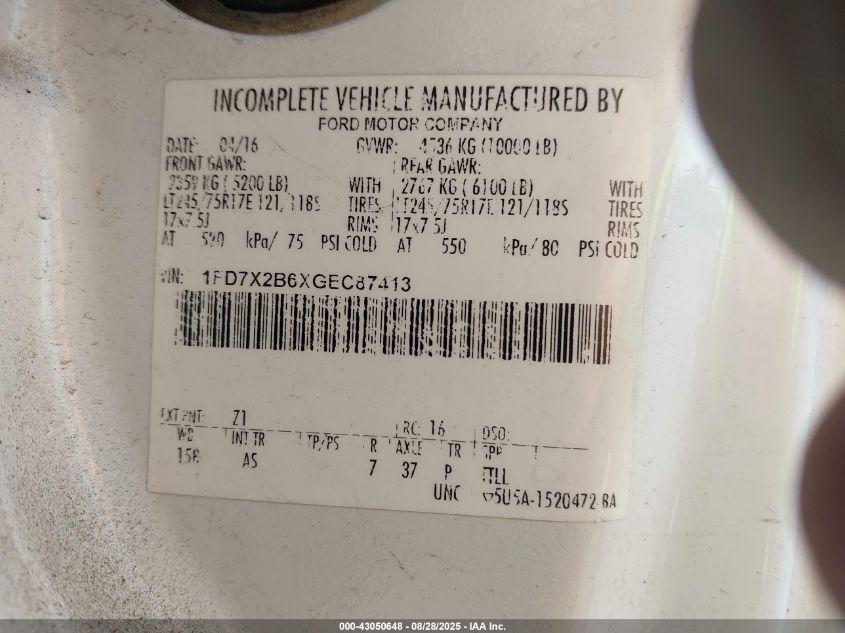 INCOMPLETE VEHICLE MANUFACTURED BY
FORD MOTOR COMPANY
DATE: 04/16 GVWR: 4536 KG (10000 LB)
FRONT GAWR: REAR GAWR:
2359 KG ( 5200 LB) WITH 2767 KG ( 6100 LB) WITH
LT245/75R17E 121/118S TIRES LT245/75R17E 121/118S TIRES
17x7.5J RIMS 17x7.5J RIMS
AT kPa/ 75 PSI COLD AT 550 kPa/ 80 PSI COLD
VIN: 1FD7X2B6XGEC87413
EXT PNT: Z1 RC: 16 DSO:
WB INT TR TP/PS R AXLE TR SPR
158 AS 7 37 P
UNC 5U5A-1520472-BA
000-43050648 - 08/28/2025 - IAA Inc.